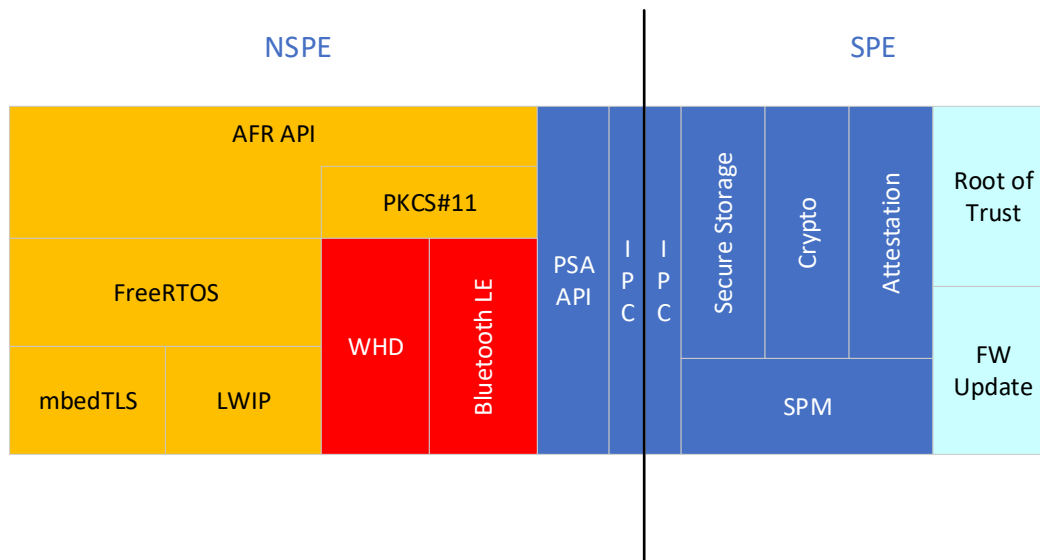 NSPE
SPE
AFR API
PKCS#11
FreeRTOS
mbedTLS
LWIP
WHD
Bluetooth LE
PSA
API
I
P
C
I
P
C
Secure Storage
Crypto
Attestation
SPM
Root of
Trust
FW
Update